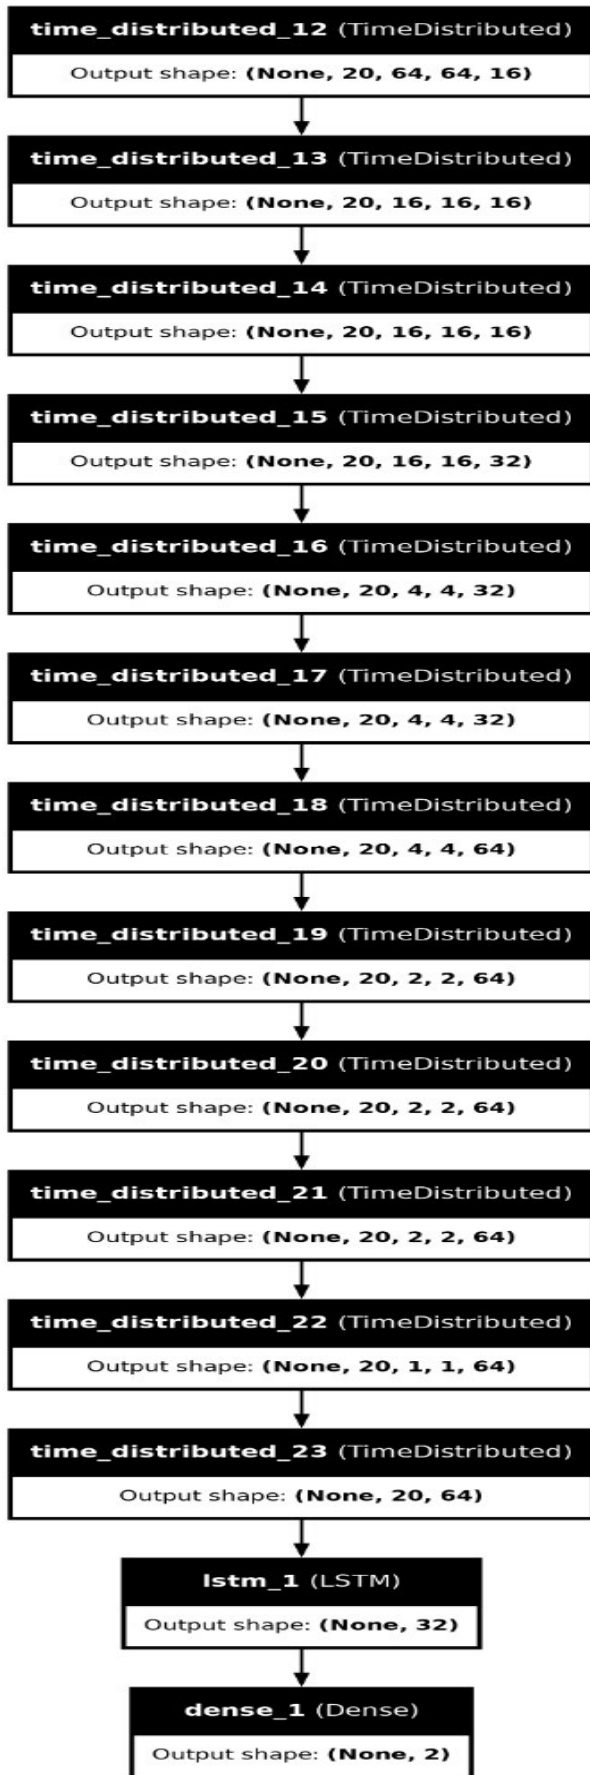 time_distributed_12 (TimeDistributed)
Output shape: (None, 20, 64, 64, 16)
time_distributed_13 (TimeDistributed)
Output shape: (None, 20, 16, 16, 16)
time_distributed_14 (TimeDistributed)
Output shape: (None, 20, 16, 16, 16)
time_distributed_15 (TimeDistributed)
Output shape: (None, 20, 16, 16, 32)
time_distributed_16 (TimeDistributed)
Output shape: (None, 20, 4, 4, 32)
time_distributed_17 (TimeDistributed)
Output shape: (None, 20, 4, 4, 32)
time_distributed_18 (TimeDistributed)
Output shape: (None, 20, 4, 4, 64)
time_distributed_19 (TimeDistributed)
Output shape: (None, 20, 2, 2, 64)
time_distributed_20 (TimeDistributed)
Output shape: (None, 20, 2, 2, 64)
time_distributed_21 (TimeDistributed)
Output shape: (None, 20, 2, 2, 64)
time_distributed_22 (TimeDistributed)
Output shape: (None, 20, 1, 1, 64)
time_distributed_23 (TimeDistributed)
Output shape: (None, 20, 64)
lstm_1 (LSTM)
Output shape: (None, 32)
dense_1 (Dense)
Output shape: (None, 2)